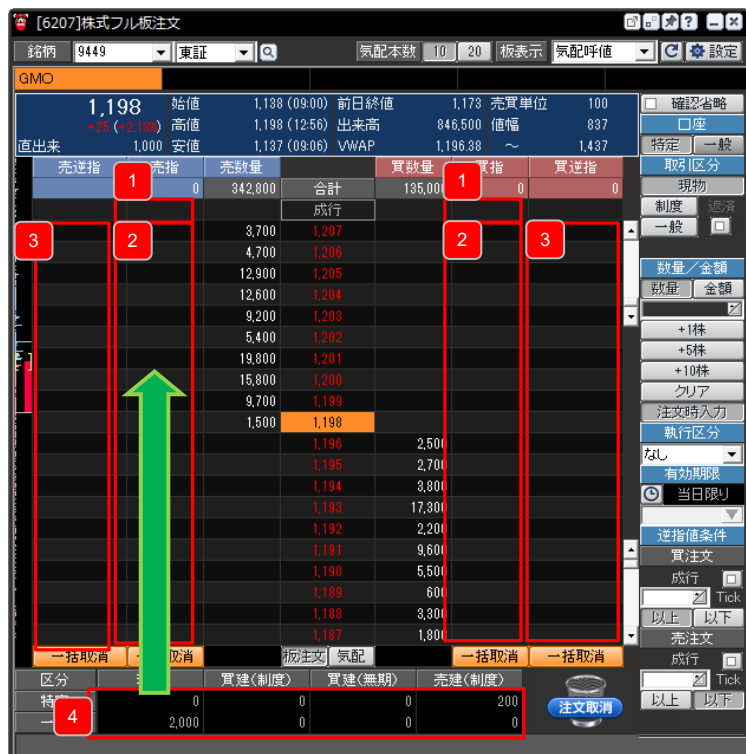 [6207]株式フル板注文
銘柄 9449 東証 気配本数 10 20 板表示 気配呼値 設定
GMO
1,198 始値 1,138 (09:00) 前日終値 1,173 売買単位 100
+25 (+2.13%) 高値 1,198 (12:56) 出来高 846,500 値幅 837
直出来 1,000 安値 1,137 (09:06) VWAP 1,196.38 ～ 1,437
売逆指 売指 売数量 買数量 買指 買逆指
1 0 342,800 合計 135,000 1 0 0
成行
3 2 3,700 1,207 2 3
4,700 1,206
12,900 1,205
12,600 1,204
9,200 1,203
5,400 1,202
19,800 1,201
15,800 1,200
9,700 1,199
1,500 1,198
1,196 2,500
1,195 2,700
1,194 3,800
1,193 17,300
1,192 2,200
1,191 9,600
1,190 5,500
1,189 600
1,188 3,300
1,187 1,800
一括取消 取消 板注文 気配 一括取消 一括取消
区分 買建(制度) 買建(無期) 売建(制度)
4 0 0 0 200
2,000 0 0 0
注文取消
確認省略
口座
特定 一般
取引区分
現物
制度 返済
一般
数量／金額
数量 金額
+1株
+5株
+10株
クリア
注文時入力
執行区分
なし
有効期限
当日限り
逆指値条件
買注文
成行
Tick
以上 以下
売注文
成行
Tick
以上 以下